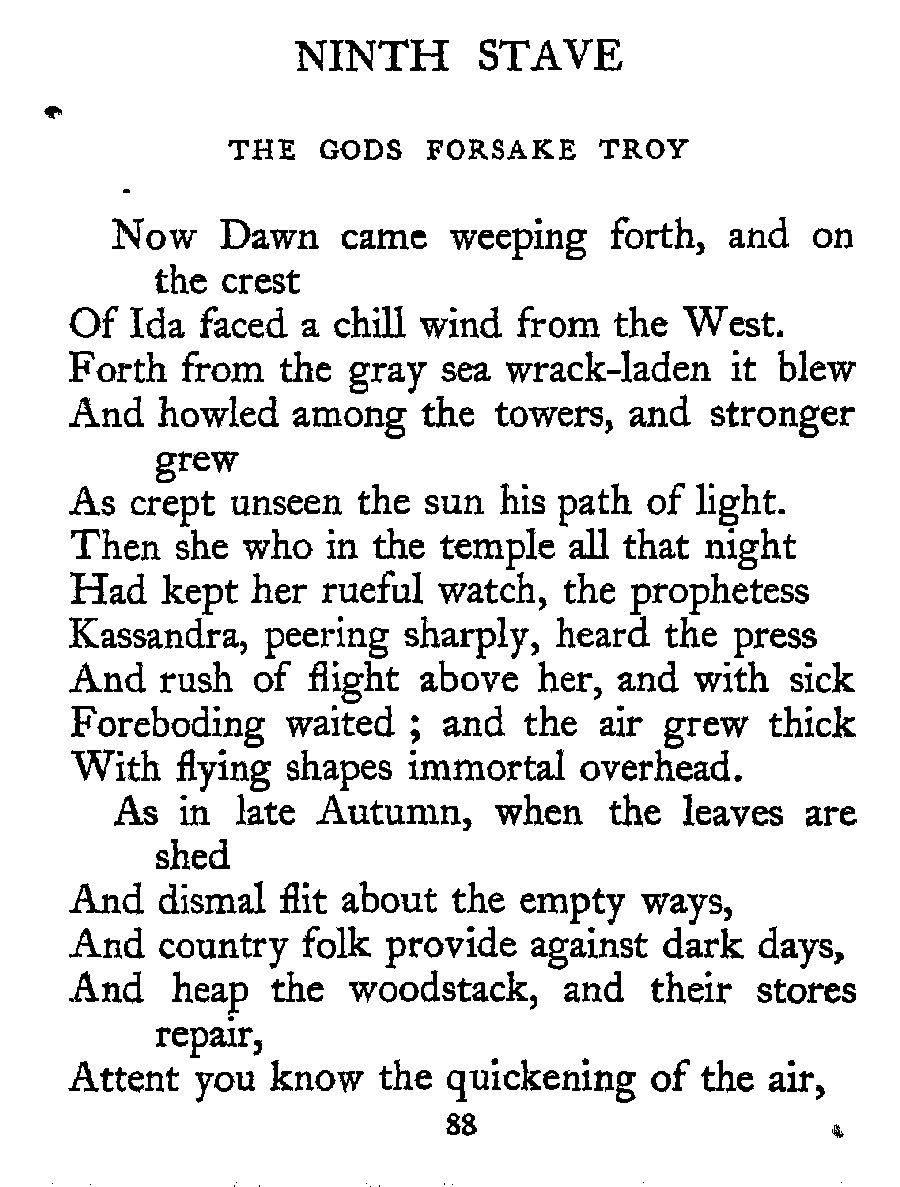 NINTH STAVE
THE GODS FORSAKE TROY
Now Dawn came weeping forth, and on
the crest
Of Ida faced a chill wind from the West.
Forth from the gray sea wrack-laden it blew
And howled among the towers, and stronger
grew
As crept unseen the sun his path of light.
Then she who in the temple all that night
Had kept her rueful watch, the prophetess
Kassandra, peering sharply, heard the press
And rush of flight above her, and with sick
Foreboding waited ; and the air grew thick
With flying shapes immortal overhead.
As in late Autumn, when the leaves are
shed
And dismal flit about the empty ways,
And country folk provide against dark days,
And heap the woodstack, and their stores
repair,
Attent you know the quickening of the air,
88